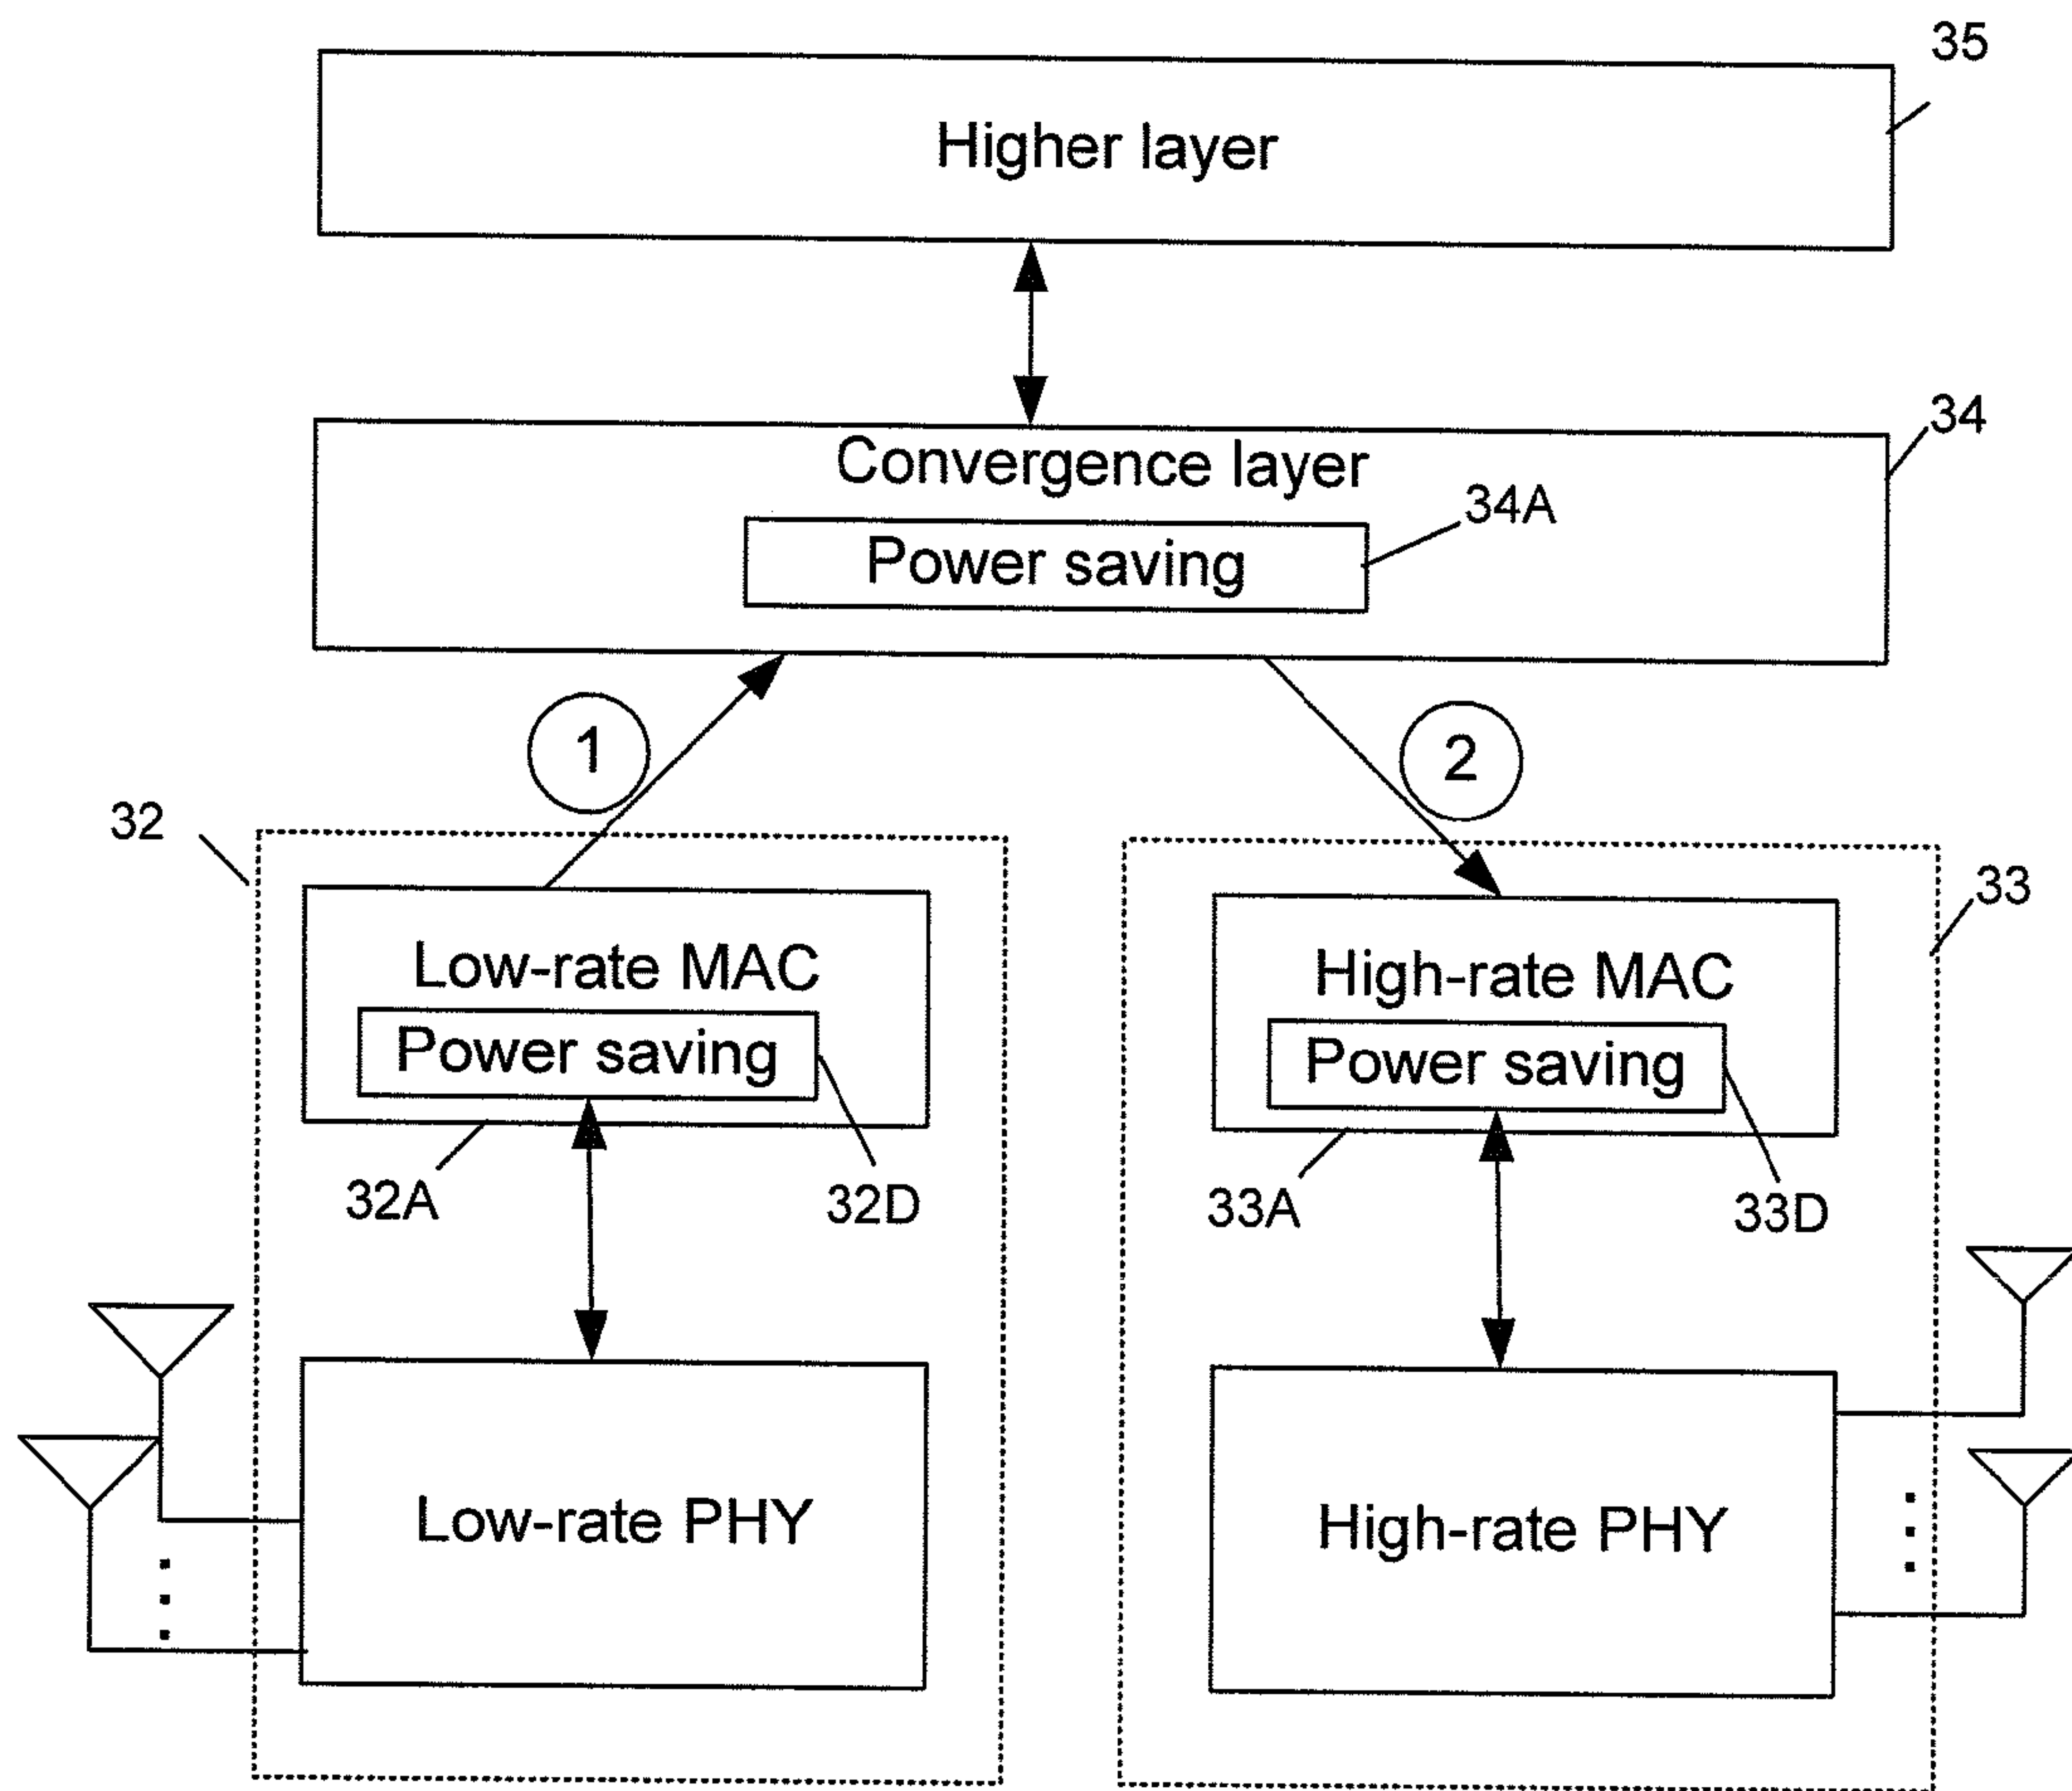 35
Higher layer
34
Convergence layer
34A
Power saving
1
2
32
33
Low-rate MAC
High-rate MAC
Power saving
Power saving
32A
32D
33A
33D
Low-rate PHY
High-rate PHY